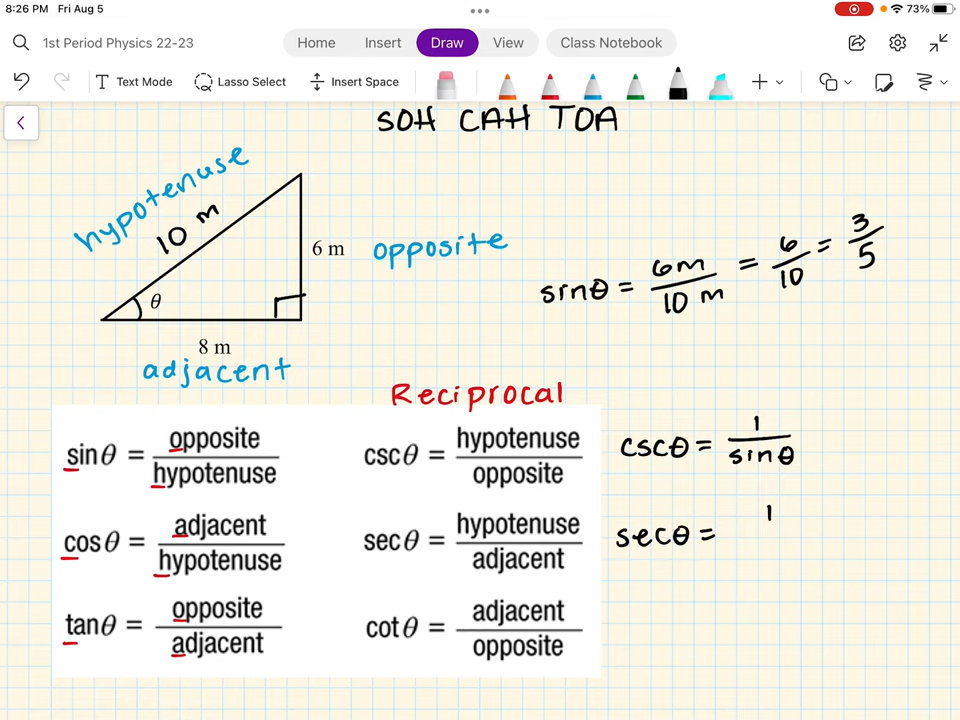 8:26 PM Fri Aug 5
73%
1st Period Physics 22-23
Home Insert Draw View Class Notebook
Text Mode Lasso Select Insert Space
SOH CAH TOA
hypotenuse
10 m
6 m
opposite
θ
8 m
adjacent
sinθ = 6m/10 m = 6/10 = 3/5
Reciprocal
sinθ = opposite/hypotenuse
cscθ = hypotenuse/opposite
cscθ = 1/sinθ
cosθ = adjacent/hypotenuse
secθ = hypotenuse/adjacent
secθ = 1
tanθ = opposite/adjacent
cotθ = adjacent/opposite